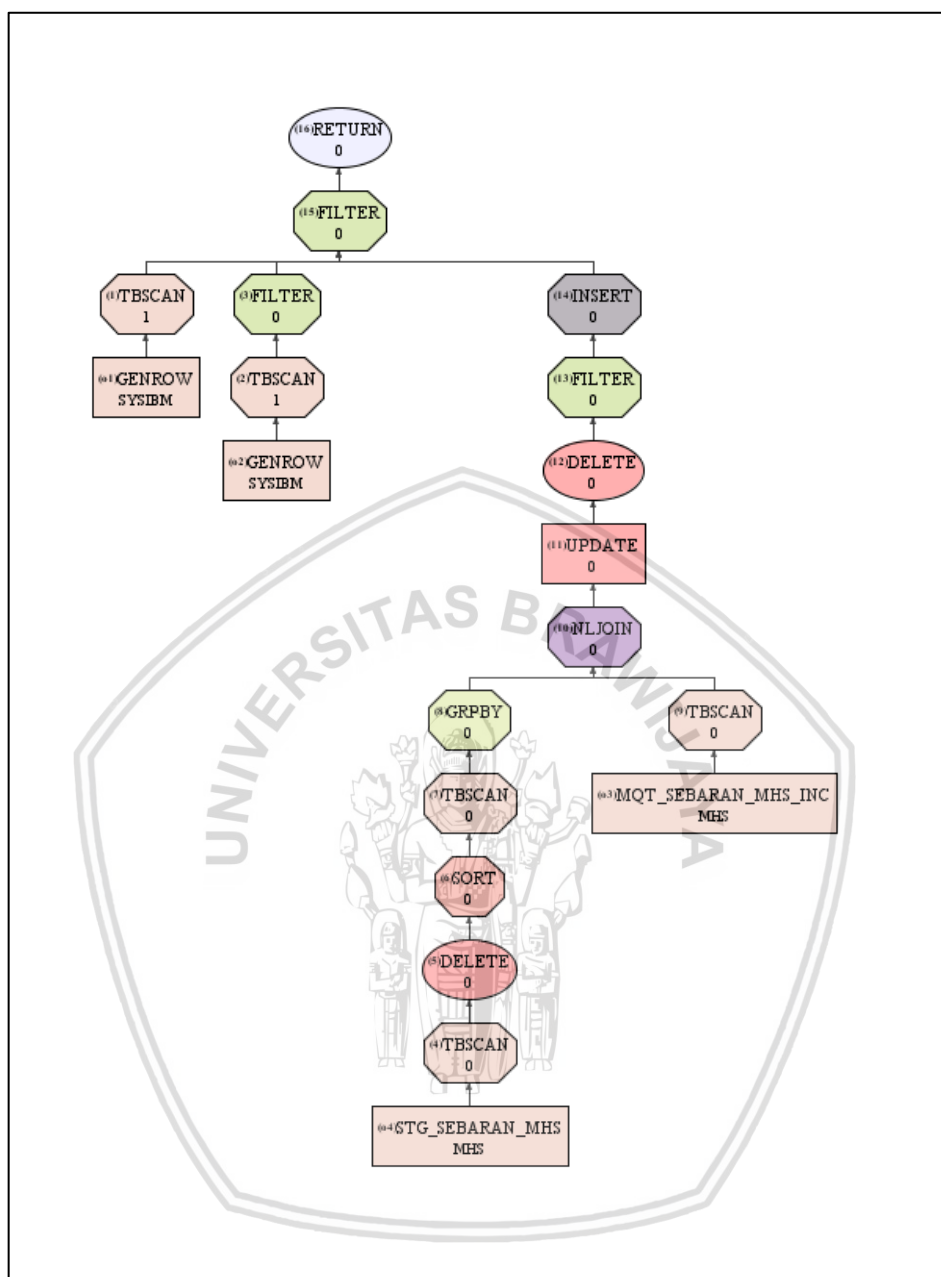 (16)RETURN
0
(15)FILTER
0
(1)TBSCAN
1
(3)FILTER
0
(14)INSERT
0
(o1)GENROW
SYSIBM
(2)TBSCAN
1
(13)FILTER
0
(o2)GENROW
SYSIBM
(12)DELETE
0
(11)UPDATE
0
(10)NLJOIN
0
(8)GRPBY
0
(9)TBSCAN
0
(7)TBSCAN
0
(o3)MQT_SEBARAN_MHS_INC
MHS
(6)SORT
0
(5)DELETE
0
(4)TBSCAN
0
(o4)STG_SEBARAN_MHS
MHS
UNIVERSITAS BRAWIJAYA